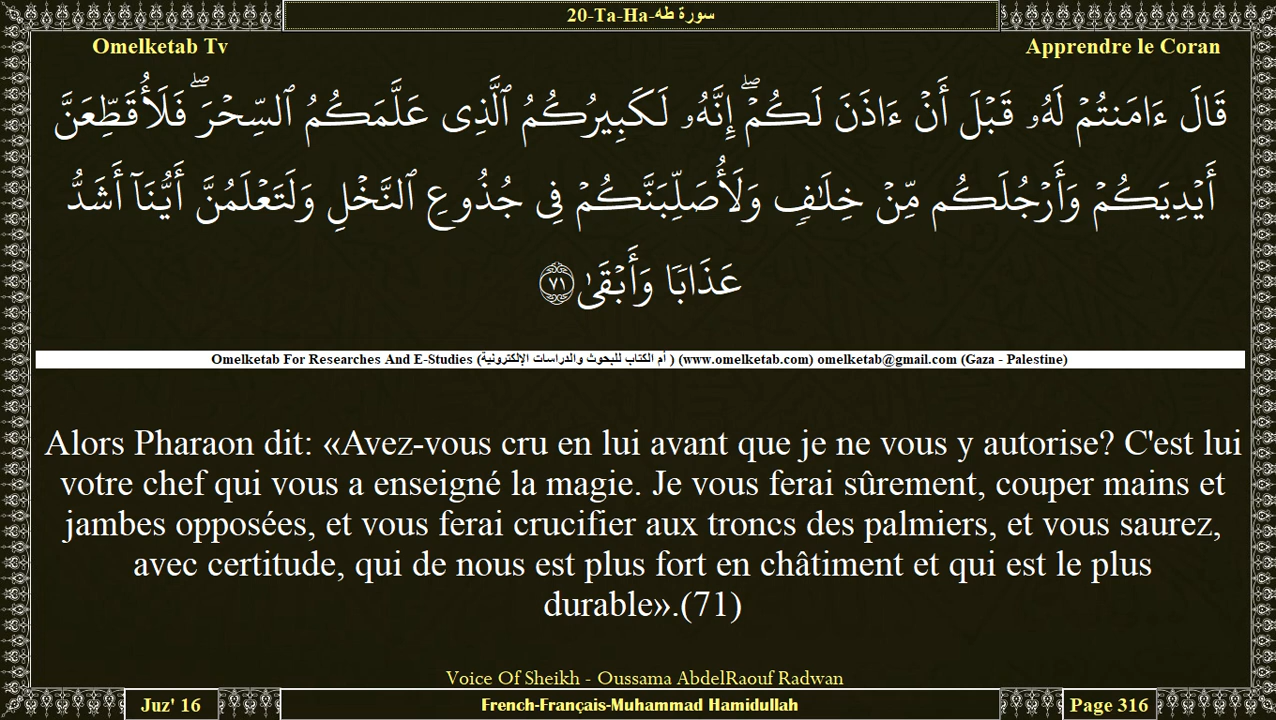 20-Ta-Ha-سورة طه
Omelketab Tv
Apprendre le Coran
قَالَ ءَامَنتُمْ لَهُۥ قَبْلَ أَنْ ءَاذَنَ لَكُمْ ۖ إِنَّهُۥ لَكَبِيرُكُمُ ٱلَّذِى عَلَّمَكُمُ ٱلسِّحْرَ ۖ فَلَأُقَطِّعَنَّ
أَيْدِيَكُمْ وَأَرْجُلَكُم مِّنْ خِلَـٰفٍ وَلَأُصَلِّبَنَّكُمْ فِى جُذُوعِ ٱلنَّخْلِ وَلَتَعْلَمُنَّ أَيُّنَآ أَشَدُّ
عَذَابًا وَأَبْقَىٰ ٧١
Omelketab For Researches And E-Studies (أم الكتاب للبحوث والدراسات الإلكترونية ) (www.omelketab.com) omelketab@gmail.com (Gaza - Palestine)
Alors Pharaon dit: «Avez-vous cru en lui avant que je ne vous y autorise? C'est lui
votre chef qui vous a enseigné la magie. Je vous ferai sûrement, couper mains et
jambes opposées, et vous ferai crucifier aux troncs des palmiers, et vous saurez,
avec certitude, qui de nous est plus fort en châtiment et qui est le plus
durable».(71)
Voice Of Sheikh - Oussama AbdelRaouf Radwan
Juz' 16
French-Français-Muhammad Hamidullah
Page 316